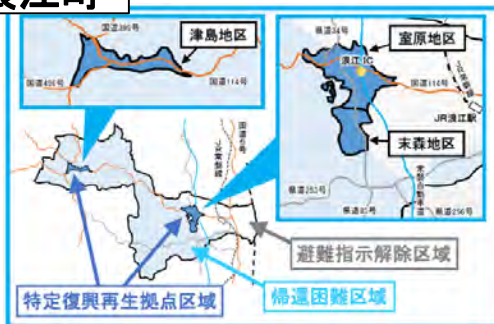 浪江町
国道399号
津島地区
国道459号
国道114号
県道34号
室原地区
浪江IC
国道114号
JR常磐線
JR浪江駅
末森地区
県道253号
県道35号
常磐自動車道
県道256号
国道6号
JR常磐線
避難指示解除区域
特定復興再生拠点区域
帰還困難区域